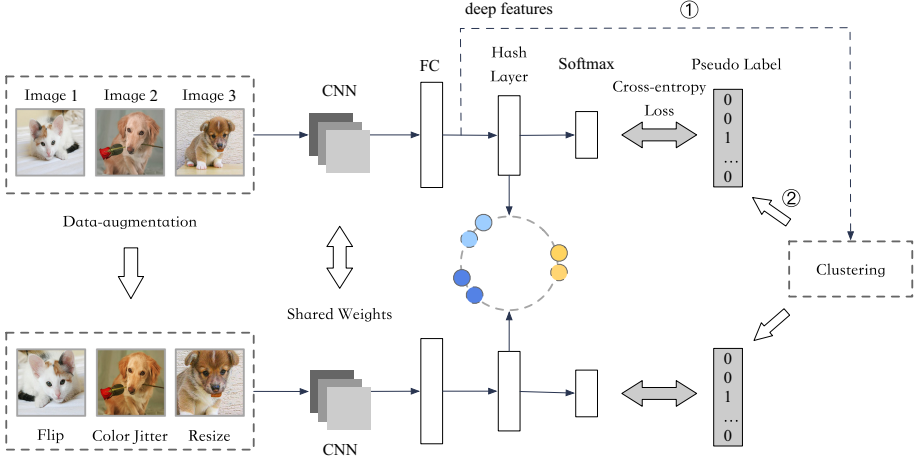 deep features
①
Hash
Layer
FC
Softmax
Pseudo Label
Image 1
Image 2
Image 3
CNN
Cross-entropy
Loss
0
0
1
...
0
②
Data-augmentation
Clustering
Shared Weights
0
0
1
...
0
Flip
Color Jitter
Resize
CNN